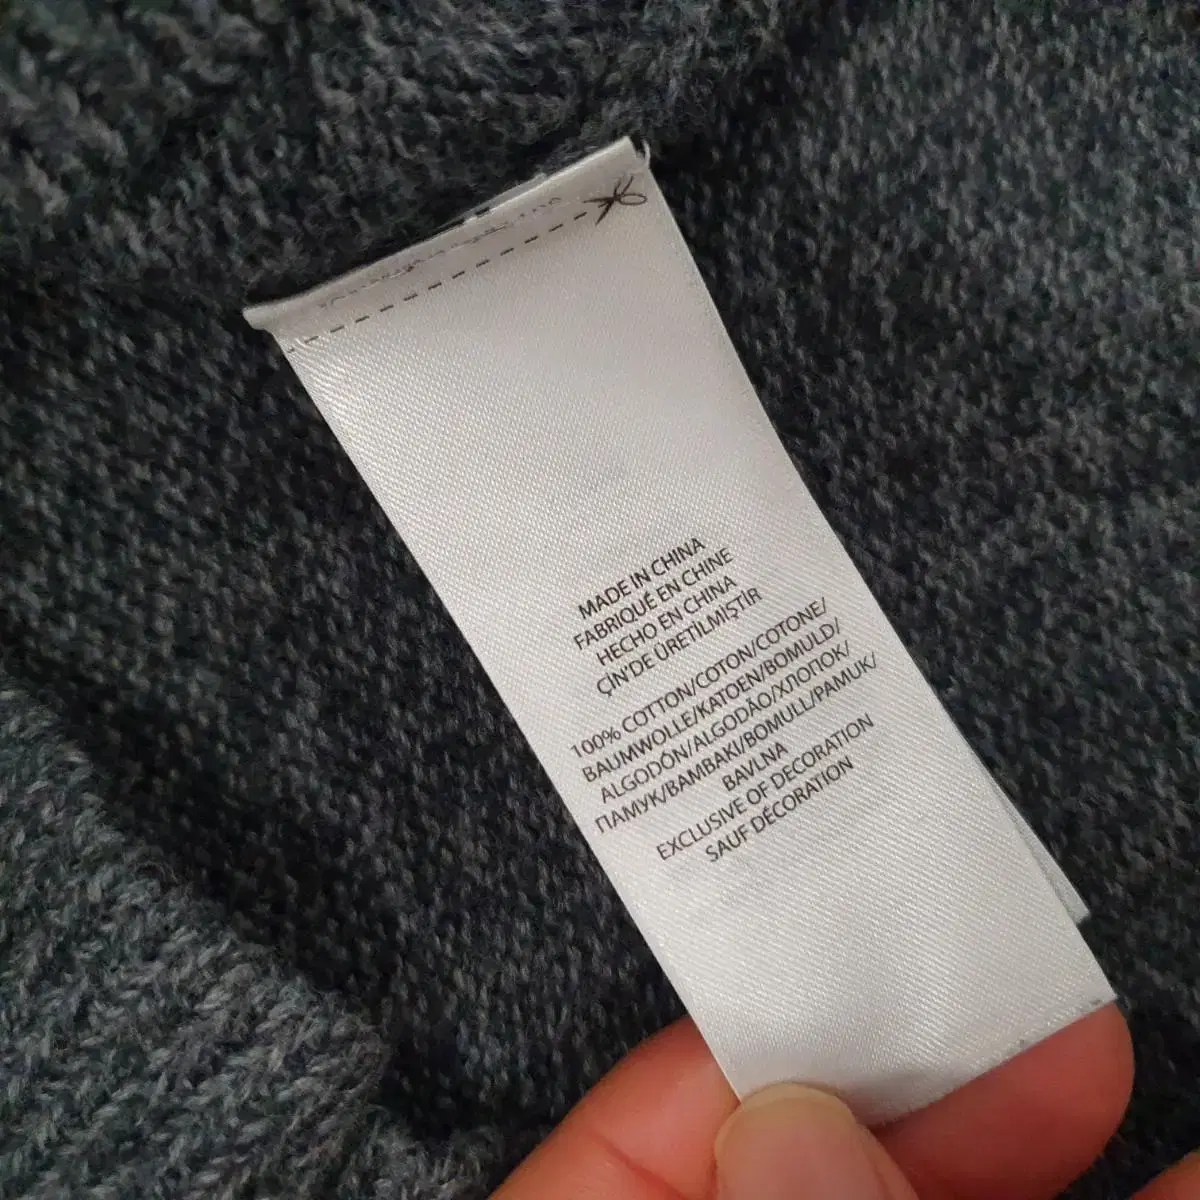 MADE IN CHINA
FABRIQUÉ EN CHINE
HECHO EN CHINA
ÇİN'DE ÜRETİLMİŞTİR
100% COTTON/COTON/COTONE/
BAUMWOLLE/KATOEN/BOMULD/
ALGODÓN/ALGODÃO/ХЛОПОК/
ПАМУК/BAMBAKI/BOMULL/PAMUK/
BAVLNA
EXCLUSIVE OF DECORATION
SAUF DÉCORATION